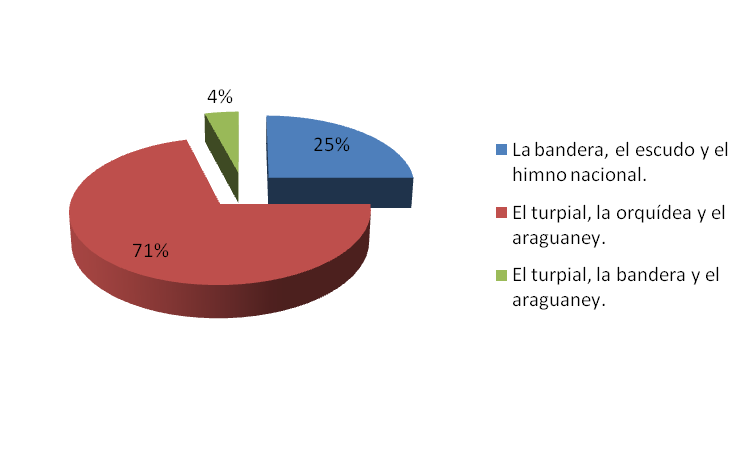 4%
25%
71%
La bandera, el escudo y el
himno nacional.
El turpial, la orquídea y el
araguaney.
El turpial, la bandera y el
araguaney.